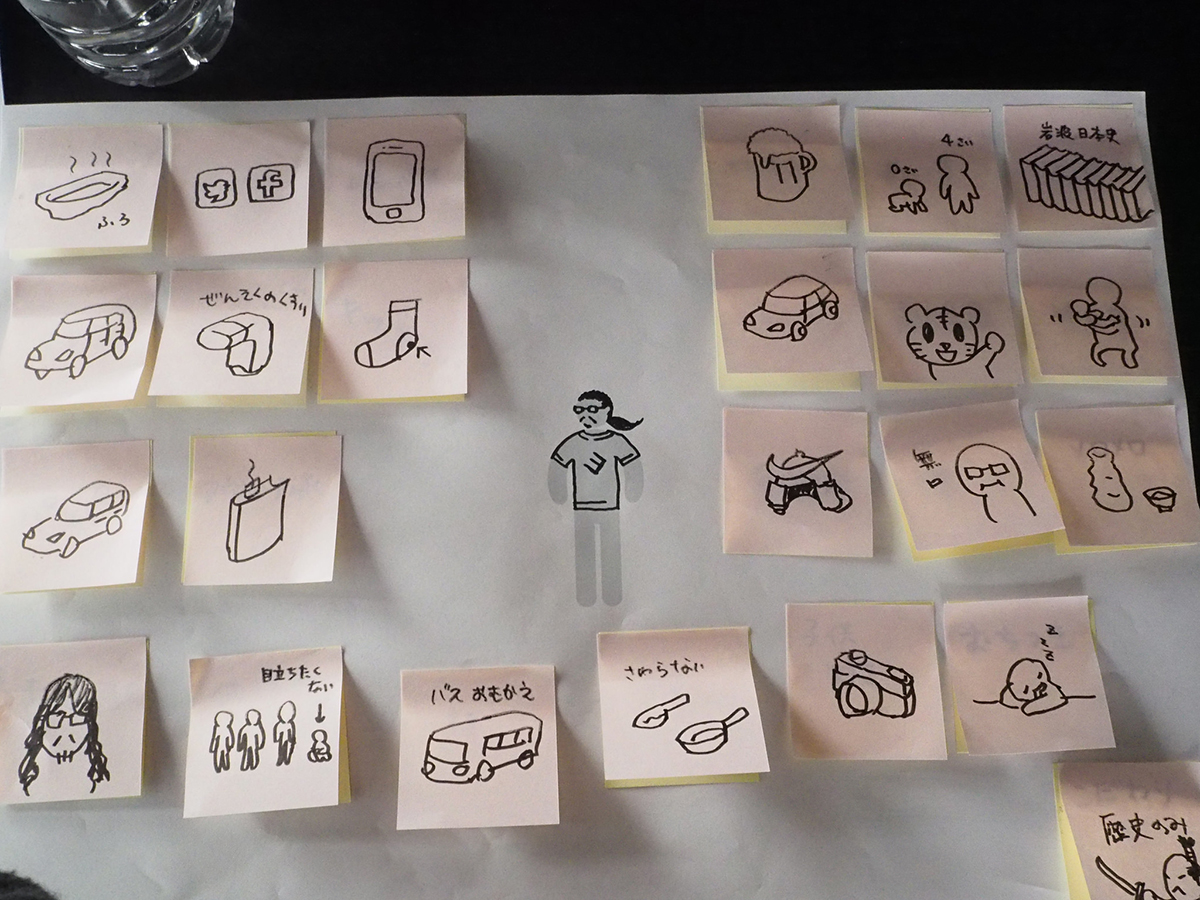 ふろ
4さい
0さい
岩波日本史
ぜんそくのくすり
無
口
目立ちたく
ない
バス おむかえ
さわらない
歴史のみ